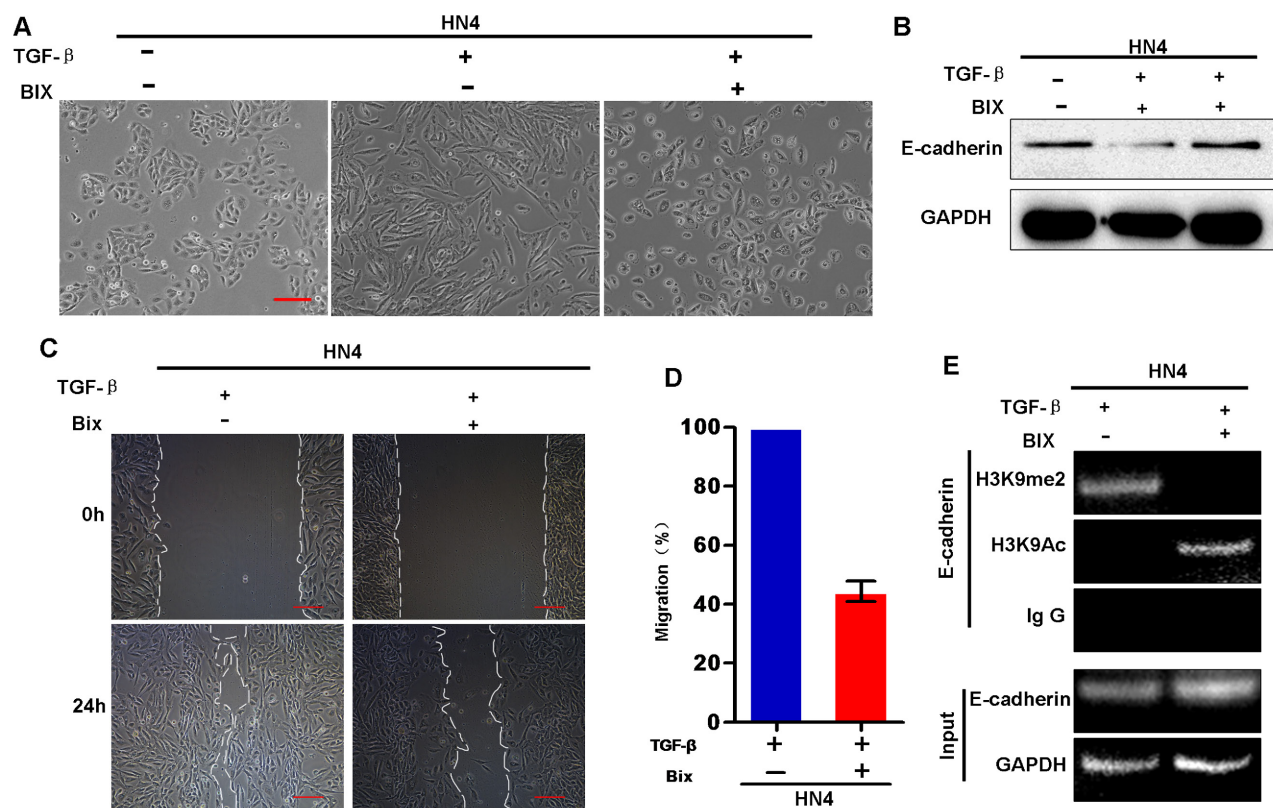 A
HN4
TGF-β - + +
BIX - - +
B
HN4
TGF-β - + +
BIX - + +
E-cadherin
GAPDH
C
HN4
TGF-β + +
Bix - +
0h
24h
D
Migration (%)
100
80
60
40
20
0
TGF-β + +
Bix — +
HN4
E
HN4
TGF-β + +
BIX - +
E-cadherin
H3K9me2
H3K9Ac
Ig G
Input
E-cadherin
GAPDH